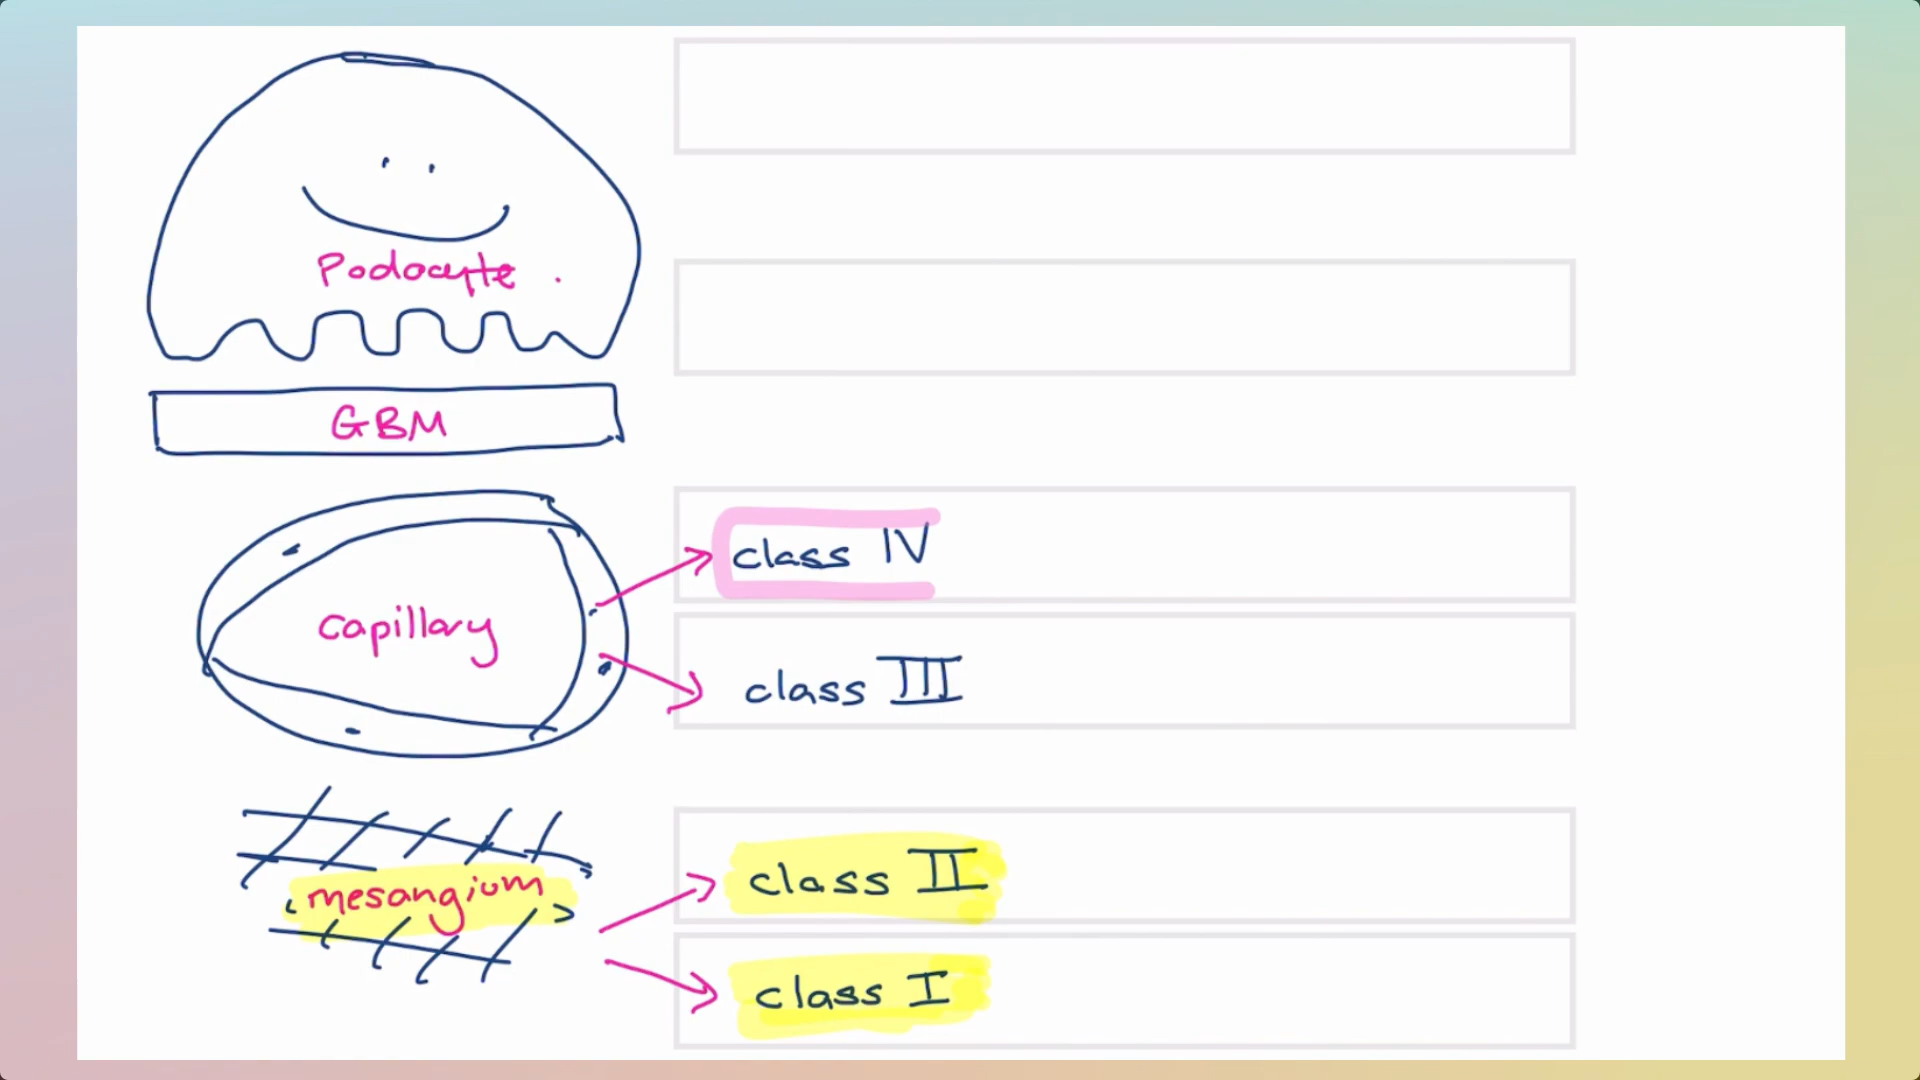 Podocyte .
GBM
capillary
class IV
class III
mesangium
class II
class I